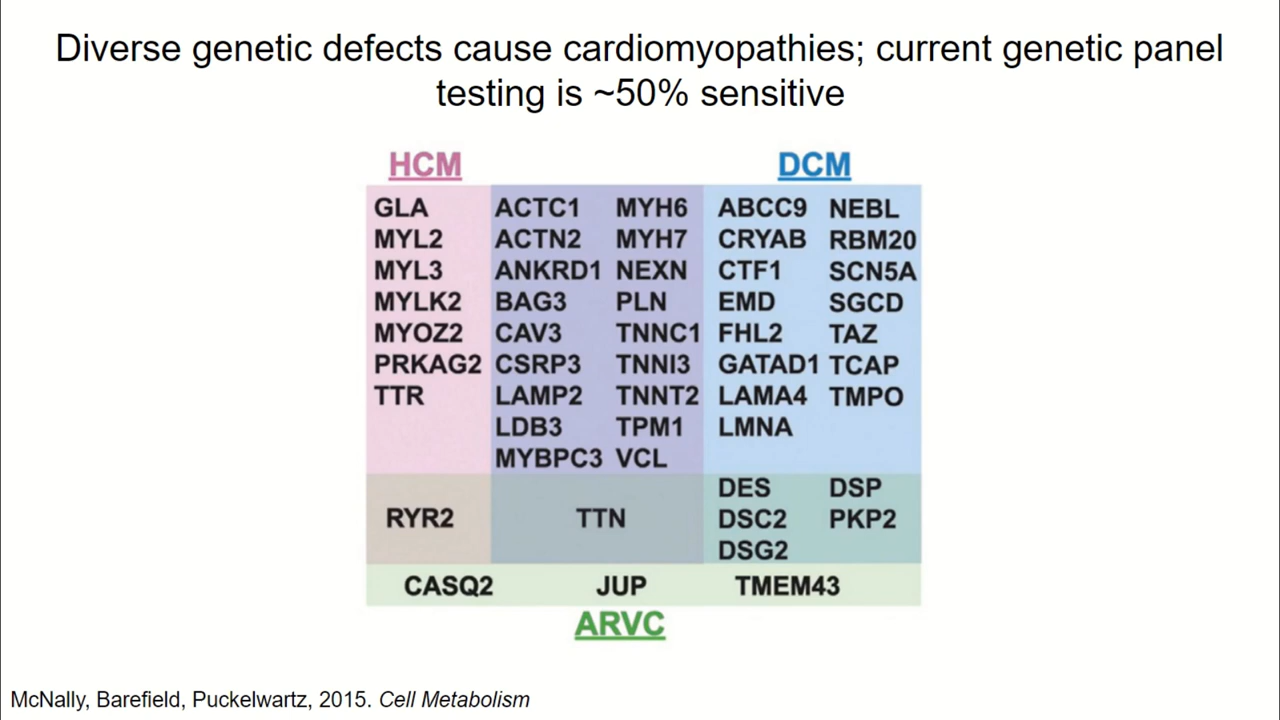 Diverse genetic defects cause cardiomyopathies; current genetic panel
testing is ~50% sensitive
HCM DCM
GLA ACTC1 MYH6 ABCC9 NEBL
MYL2 ACTN2 MYH7 CRYAB RBM20
MYL3 ANKRD1 NEXN CTF1 SCN5A
MYLK2 BAG3 PLN EMD SGCD
MYOZ2 CAV3 TNNC1 FHL2 TAZ
PRKAG2 CSRP3 TNNI3 GATAD1 TCAP
TTR LAMP2 TNNT2 LAMA4 TMPO
LDB3 TPM1 LMNA
MYBPC3 VCL
DES DSP
RYR2 TTN DSC2 PKP2
DSG2
CASQ2 JUP TMEM43
ARVC
McNally, Barefield, Puckelwartz, 2015. Cell Metabolism